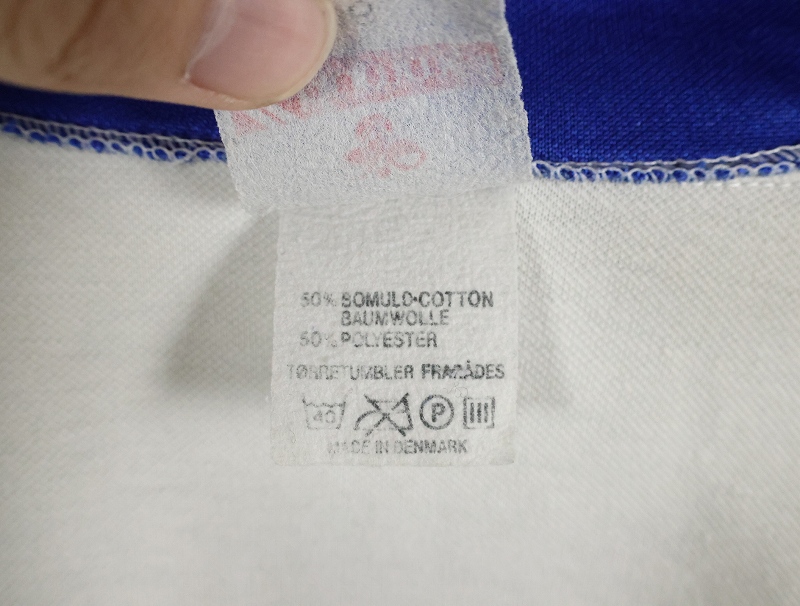 50% BOMULD·COTTON
BAUMWOLLE
50% POLYESTER
TØRRETUMBLER FRARÅDES
40
P
MADE IN DENMARK